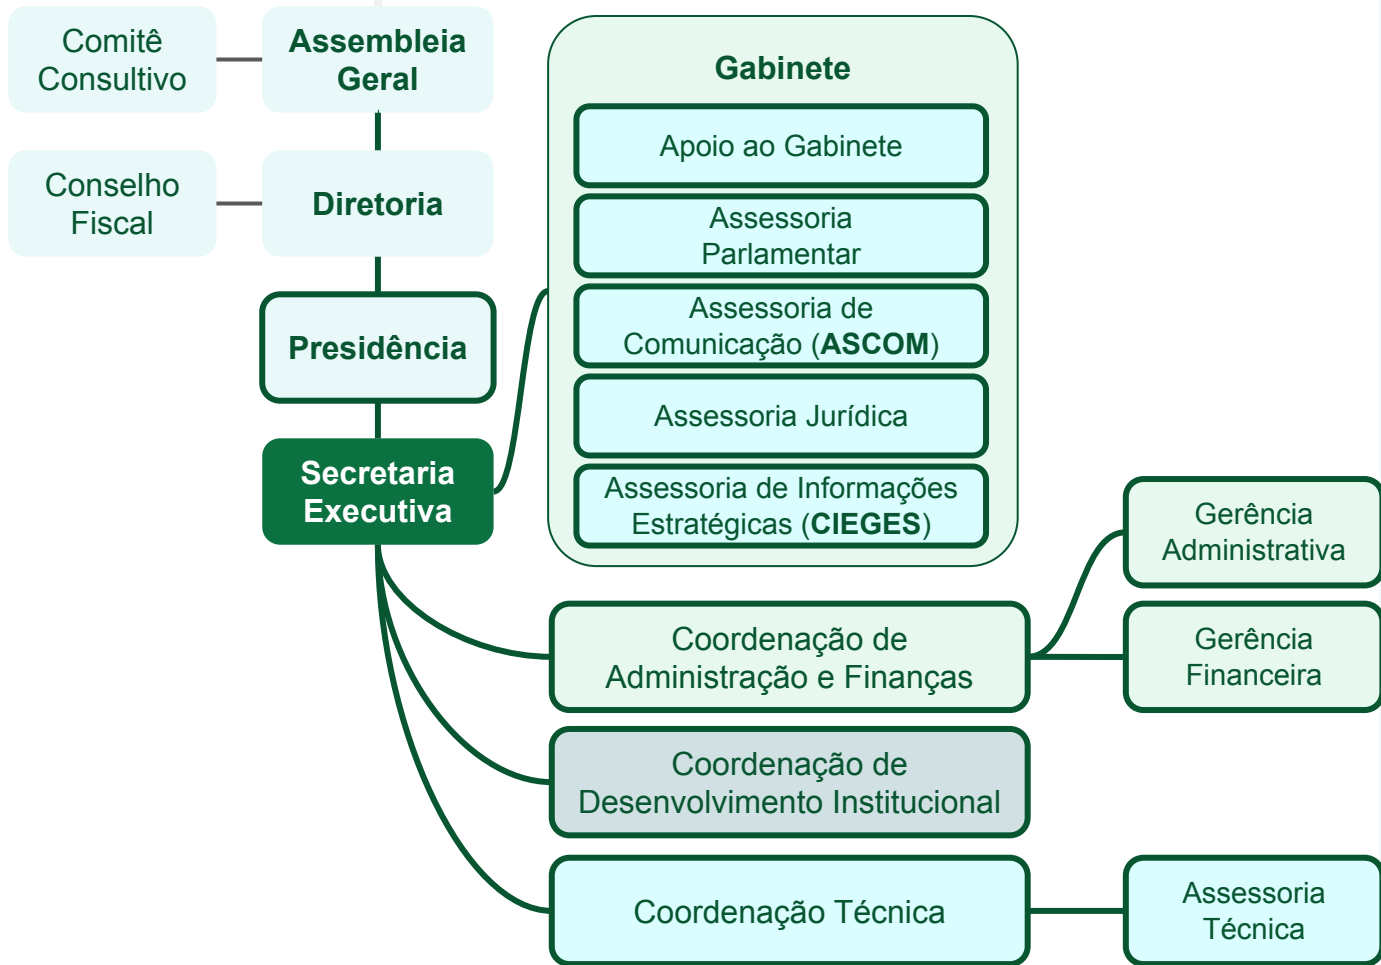 Comitê
Consultivo
Assembleia
Geral
Conselho
Fiscal
Diretoria
Presidência
Secretaria
Executiva
Gabinete
Apoio ao Gabinete
Assessoria
Parlamentar
Assessoria de
Comunicação (ASCOM)
Assessoria Jurídica
Assessoria de Informações
Estratégicas (CIEGES)
Coordenação de
Administração e Finanças
Gerência
Administrativa
Gerência
Financeira
Coordenação de
Desenvolvimento Institucional
Coordenação Técnica
Assessoria
Técnica